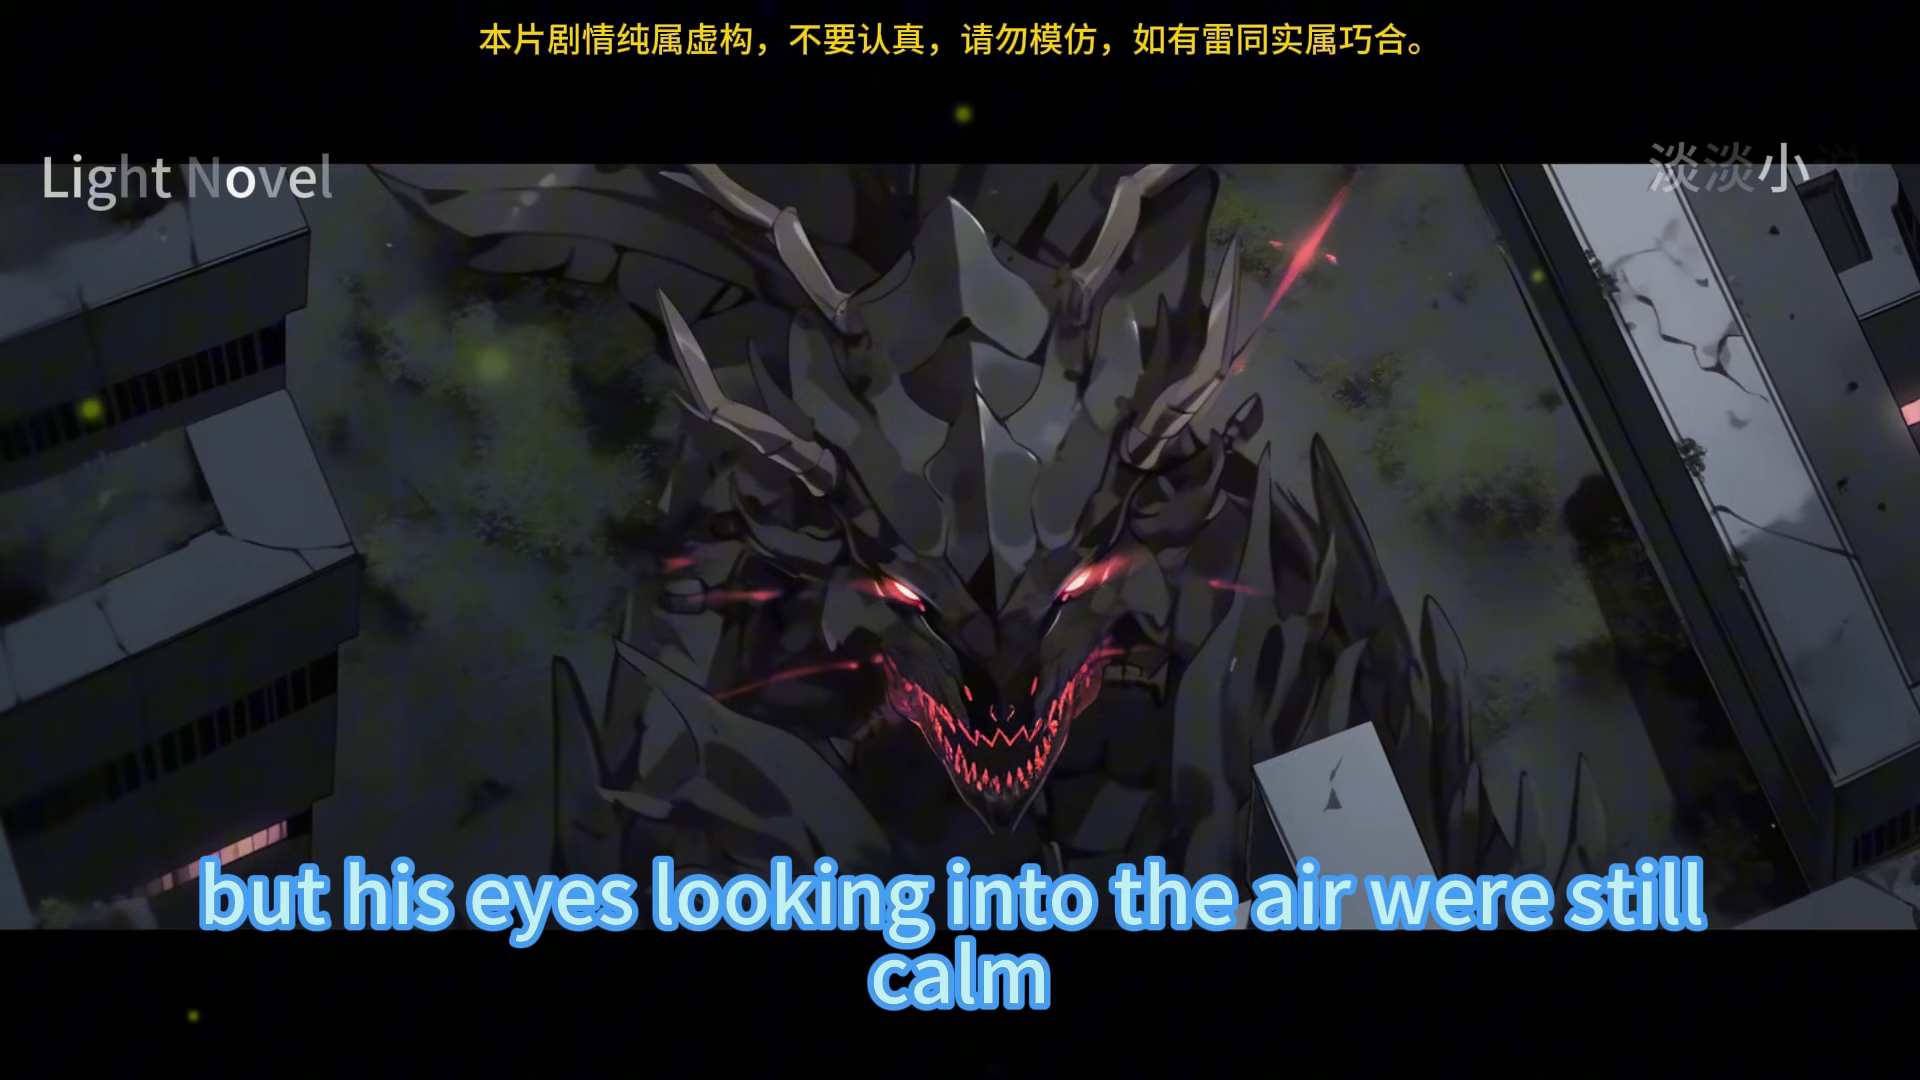 本片剧情纯属虚构，不要认真，请勿模仿，如有雷同实属巧合。
Light Novel
淡淡小说
but his eyes looking into the air were still
calm